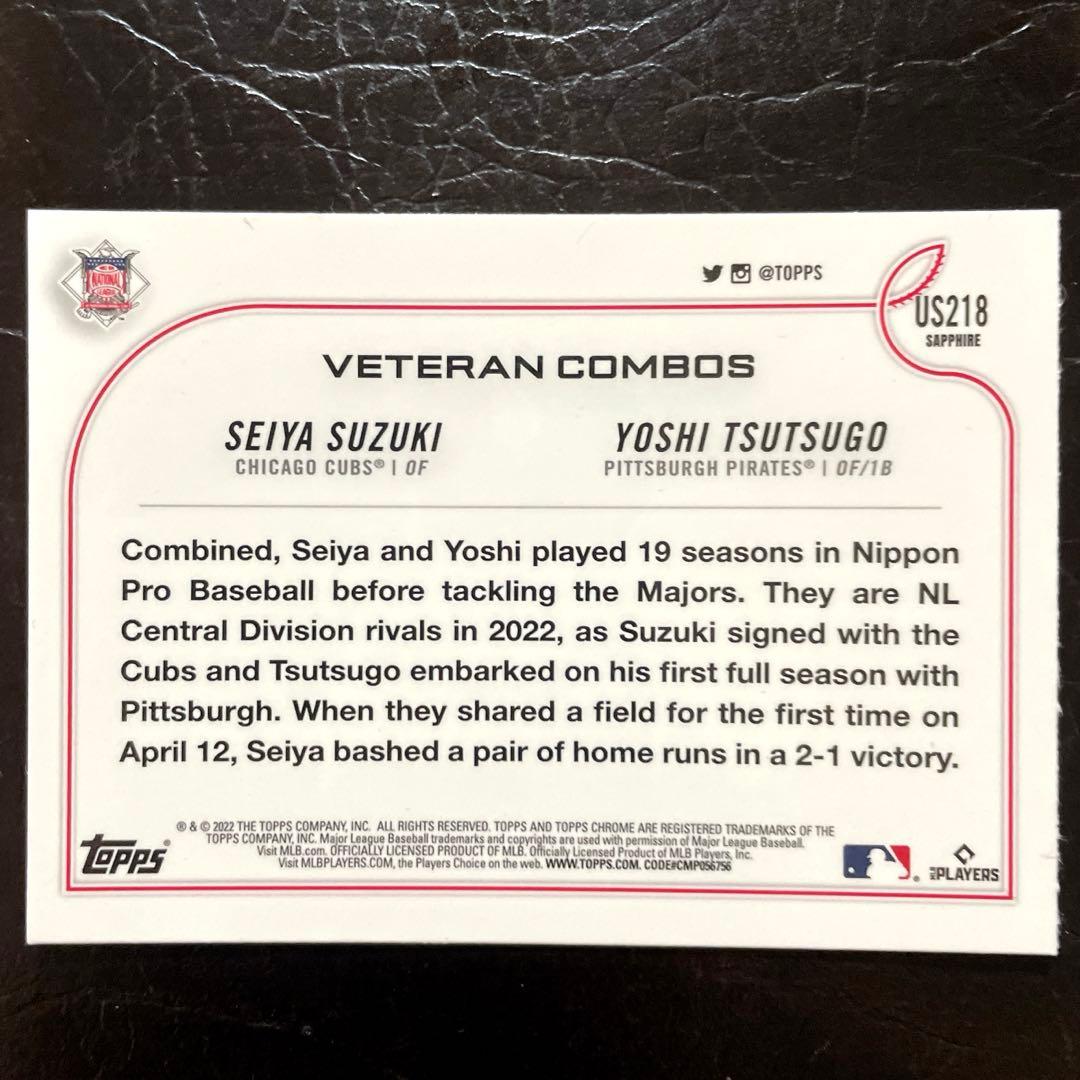 NATIONAL
@TOPPS
US218
SAPPHIRE
VETERAN COMBOS
SEIYA SUZUKI
CHICAGO CUBS® | OF
YOSHI TSUTSUGO
PITTSBURGH PIRATES® | OF/1B
Combined, Seiya and Yoshi played 19 seasons in Nippon
Pro Baseball before tackling the Majors. They are NL
Central Division rivals in 2022, as Suzuki signed with the
Cubs and Tsutsugo embarked on his first full season with
Pittsburgh. When they shared a field for the first time on
April 12, Seiya bashed a pair of home runs in a 2-1 victory.
® & © 2022 THE TOPPS COMPANY, INC. ALL RIGHTS RESERVED. TOPPS AND TOPPS CHROME ARE REGISTERED TRADEMARKS OF THE
TOPPS COMPANY, INC. Major League Baseball trademarks and copyrights are used with permission of Major League Baseball.
Visit MLB.com. OFFICIALLY LICENSED PRODUCT OF MLB. Officially Licensed Product of MLB Players, Inc.
Visit MLBPLAYERS.COM, the Players Choice on the web. WWW.TOPPS.COM. CODE#CMP056756
Topps®
MLB PLAYERS